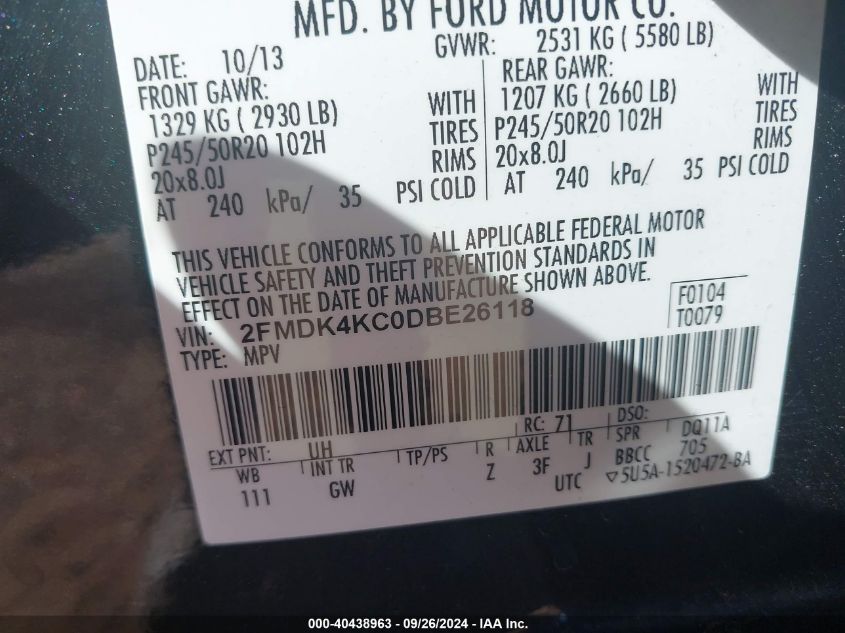 MFD. BY FORD MOTOR CO.
DATE: 10/13 GVWR: 2531 KG ( 5580 LB)
FRONT GAWR: REAR GAWR:
1329 KG ( 2930 LB) WITH 1207 KG ( 2660 LB) WITH
P245/50R20 102H TIRES P245/50R20 102H TIRES
20x8.0J RIMS 20x8.0J RIMS
AT 240 kPa/ 35 PSI COLD AT 240 kPa/ 35 PSI COLD
THIS VEHICLE CONFORMS TO ALL APPLICABLE FEDERAL MOTOR
VEHICLE SAFETY AND THEFT PREVENTION STANDARDS IN
EFFECT ON THE DATE OF MANUFACTURE SHOWN ABOVE.
VIN: 2FMDK4KC0DBE26118 F0104
TYPE: MPV T0079
EXT PNT: UH RC: 71 DSO:
WB INT TR TP/PS R AXLE TR SPR DQ11A
111 GW Z 3F J BBCC 705
UTC ▽5U5A-1520472-BA
000-40438963 - 09/26/2024 - IAA Inc.